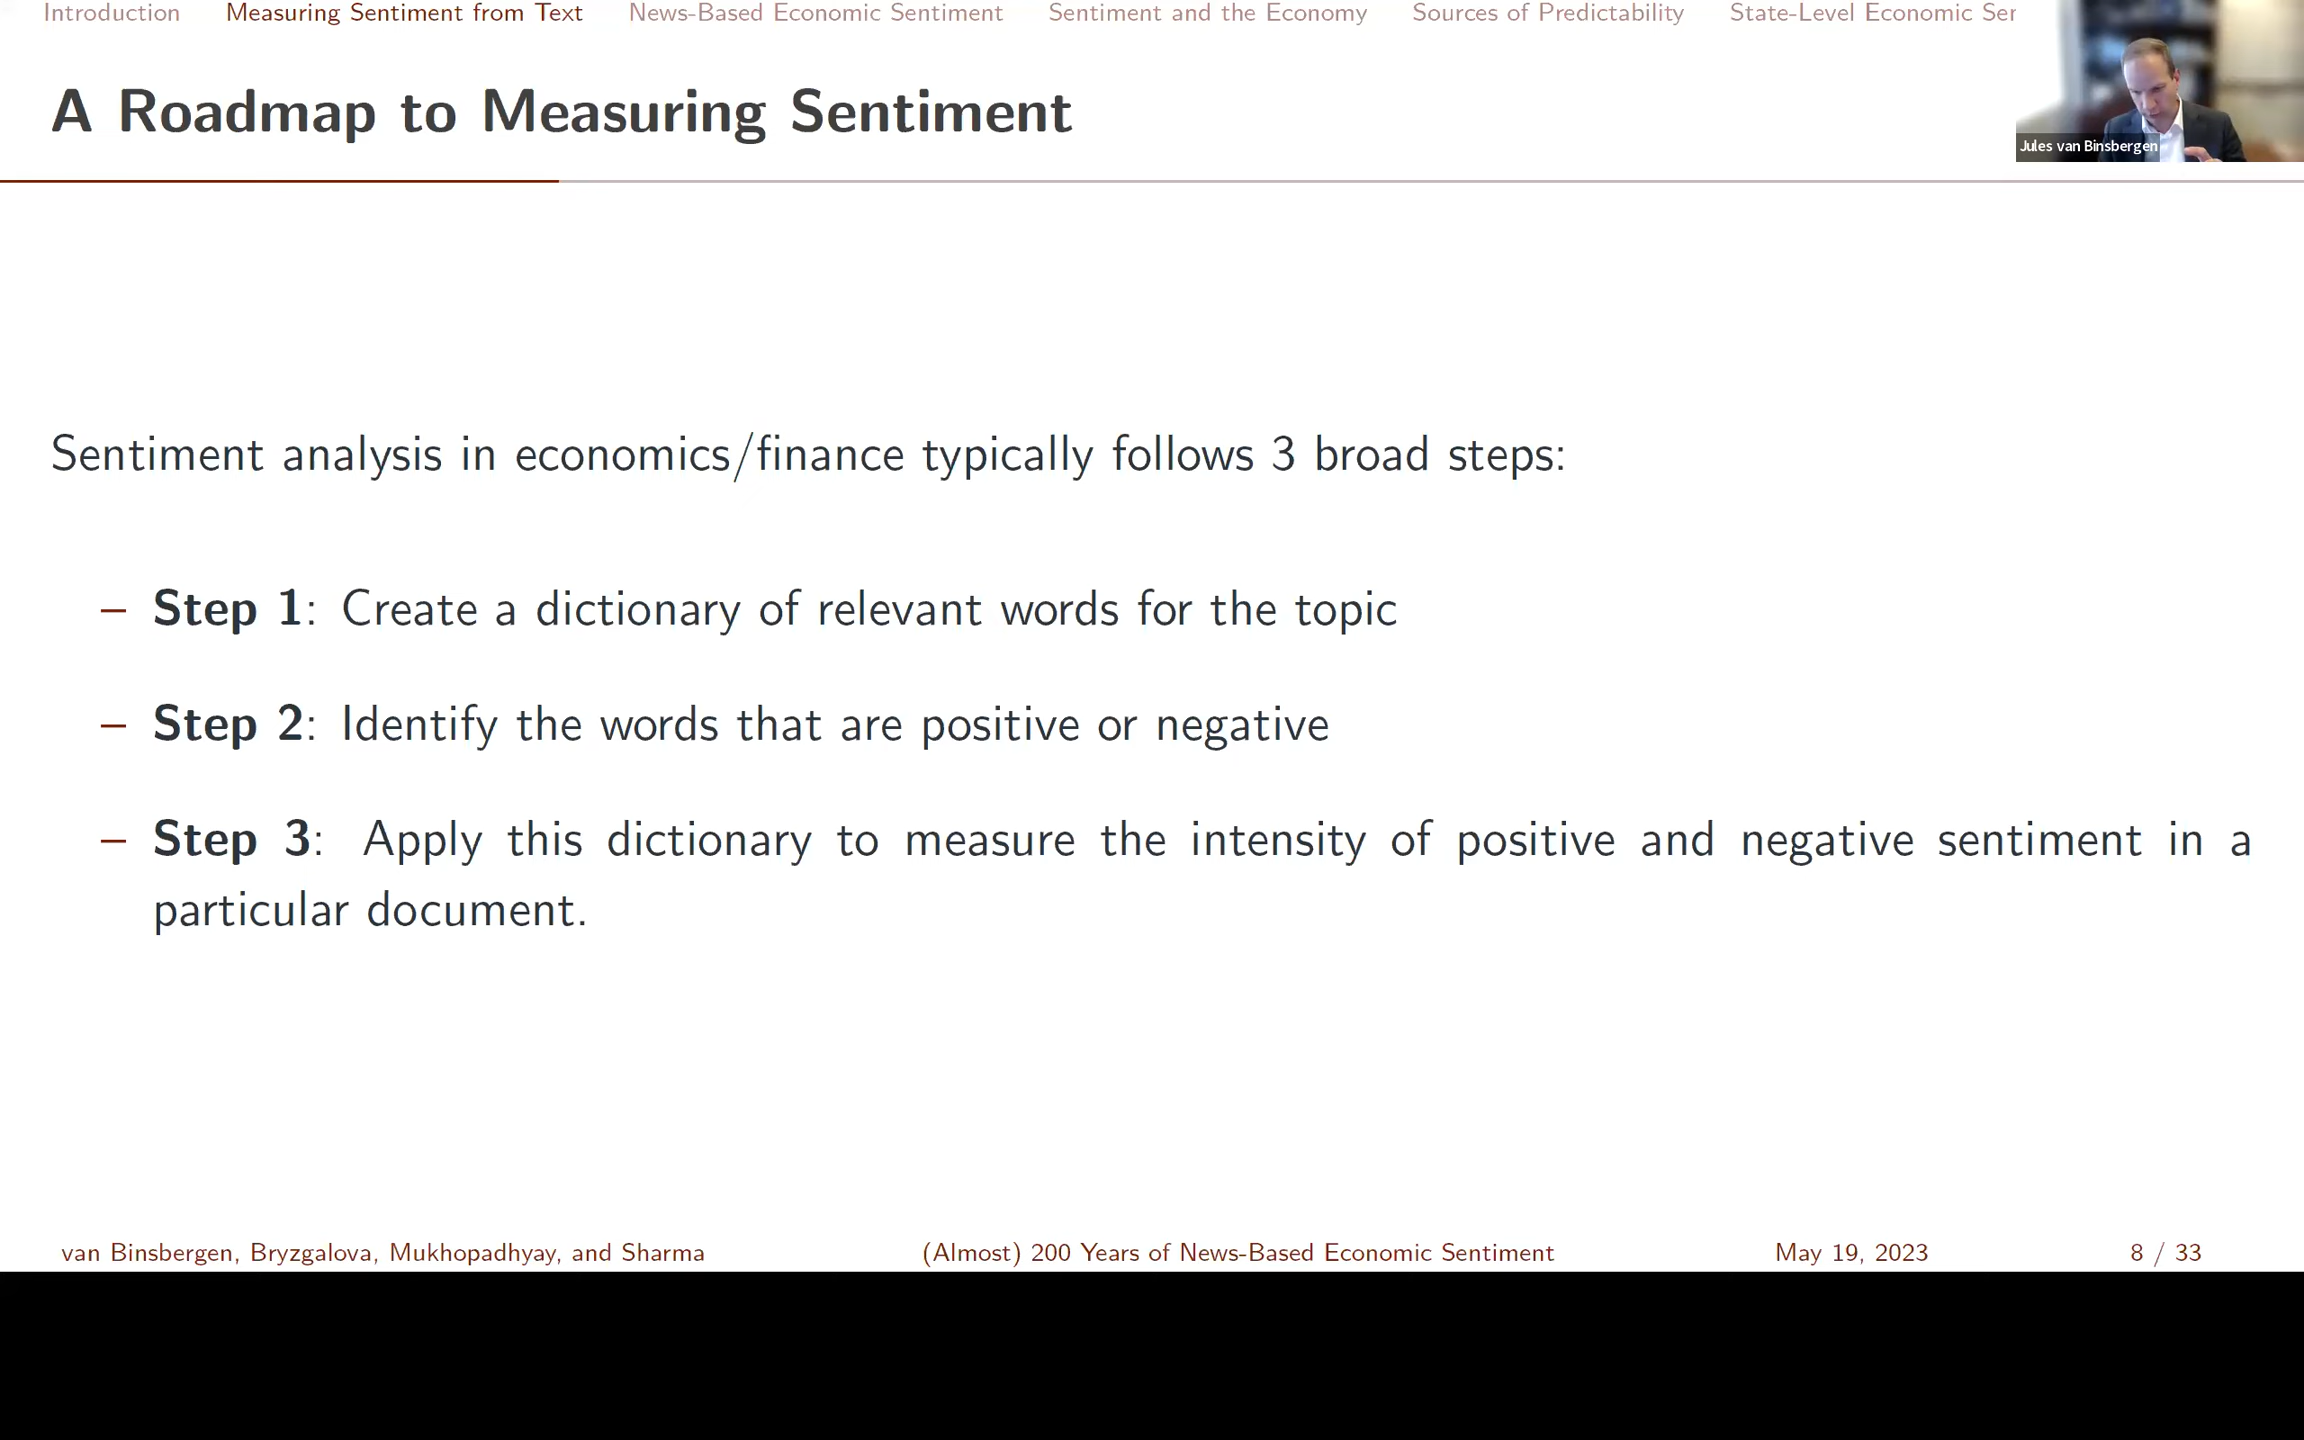 Introduction Measuring Sentiment from Text News-Based Economic Sentiment Sentiment and the Economy Sources of Predictability State-Level Economic Ser
A Roadmap to Measuring Sentiment
Jules van Binsbergen
Sentiment analysis in economics/finance typically follows 3 broad steps:
– Step 1: Create a dictionary of relevant words for the topic
– Step 2: Identify the words that are positive or negative
– Step 3: Apply this dictionary to measure the intensity of positive and negative sentiment in a
particular document.
van Binsbergen, Bryzgalova, Mukhopadhyay, and Sharma (Almost) 200 Years of News-Based Economic Sentiment May 19, 2023 8 / 33